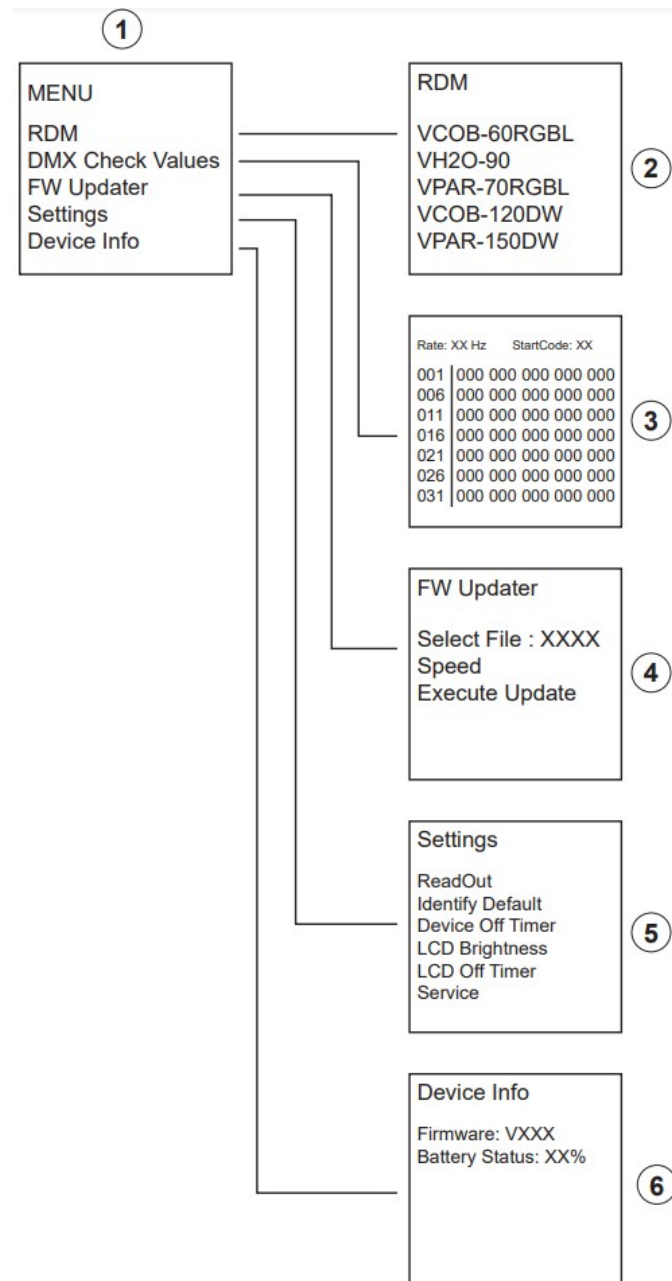 1
MENU
RDM
DMX Check Values
FW Updater
Settings
Device Info
RDM
VCOB-60RGBL
VH2O-90
VPAR-70RGBL
VCOB-120DW
VPAR-150DW
2
Rate: XX Hz StartCode: XX
001 000 000 000 000 000
006 000 000 000 000 000
011 000 000 000 000 000
016 000 000 000 000 000
021 000 000 000 000 000
026 000 000 000 000 000
031 000 000 000 000 000
3
FW Updater
Select File : XXXX
Speed
Execute Update
4
Settings
ReadOut
Identify Default
Device Off Timer
LCD Brightness
LCD Off Timer
Service
5
Device Info
Firmware: VXXX
Battery Status: XX%
6